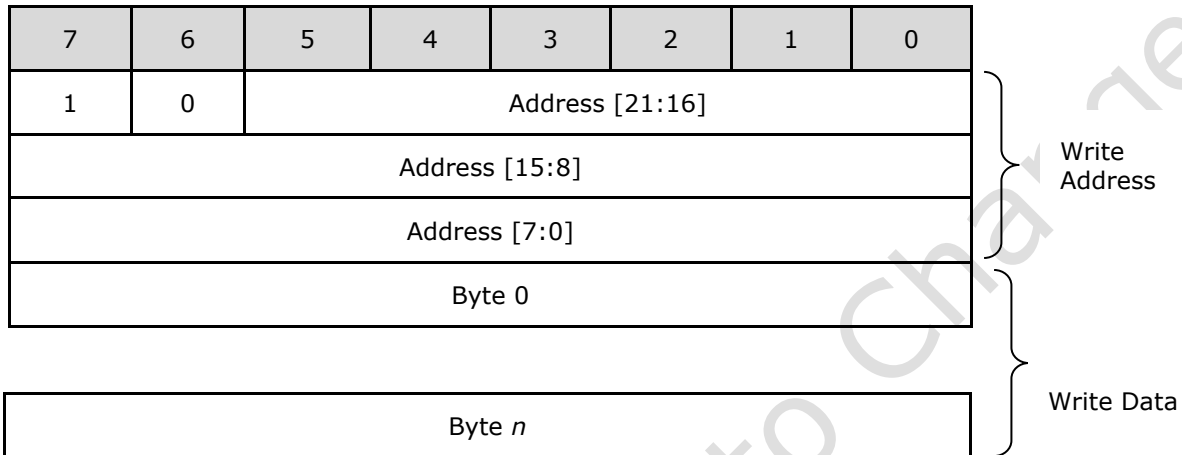 7 6 5 4 3 2 1 0
1 0 Address [21:16]
Address [15:8]
Write
Address
Address [7:0]
Byte 0
Write Data
Byte n